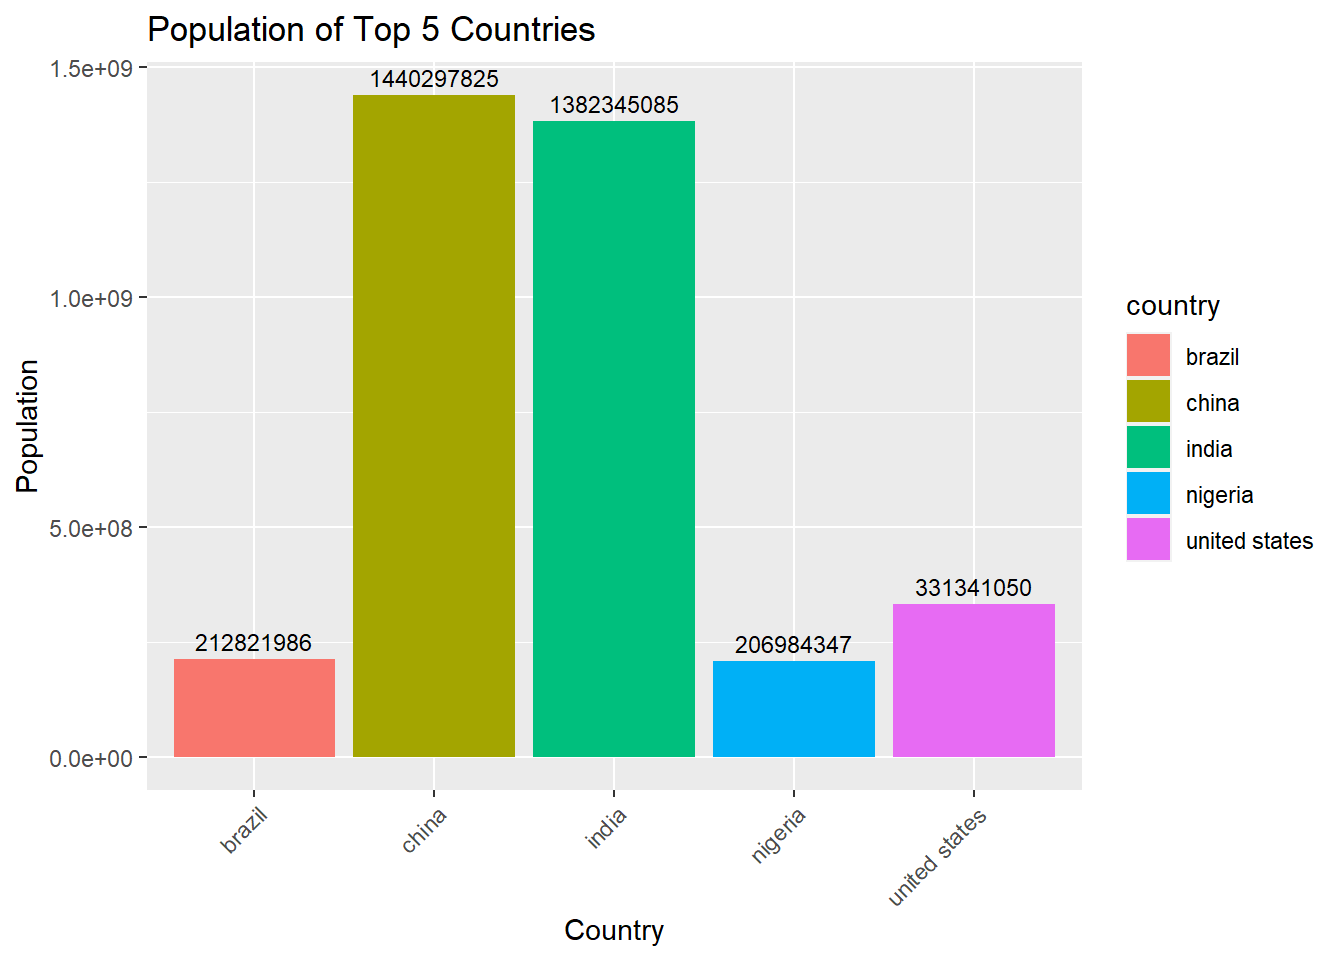 Population of Top 5 Countries
Population
1.5e+09
1.0e+09
5.0e+08
0.0e+00
212821986
1440297825
1382345085
206984347
331341050
brazil
china
india
nigeria
united states
Country
country
brazil
china
india
nigeria
united states